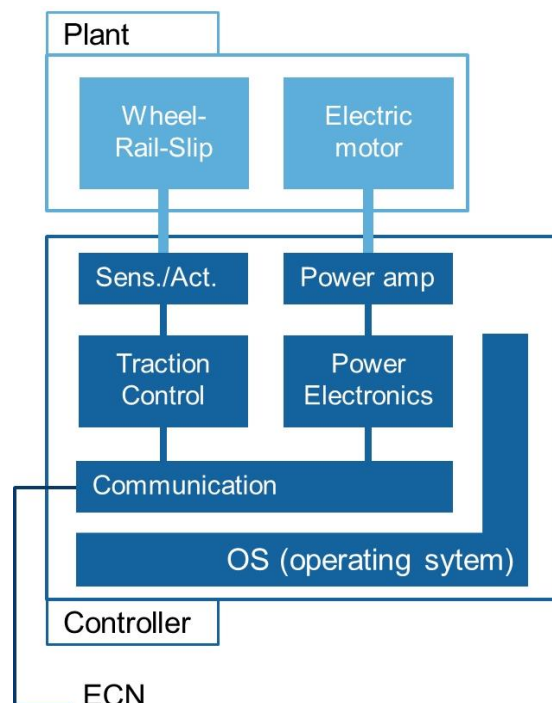 Plant
Wheel-
Rail-Slip
Electric
motor
Sens./Act.
Power amp
Traction
Control
Power
Electronics
Communication
OS (operating sytem)
Controller
ECN